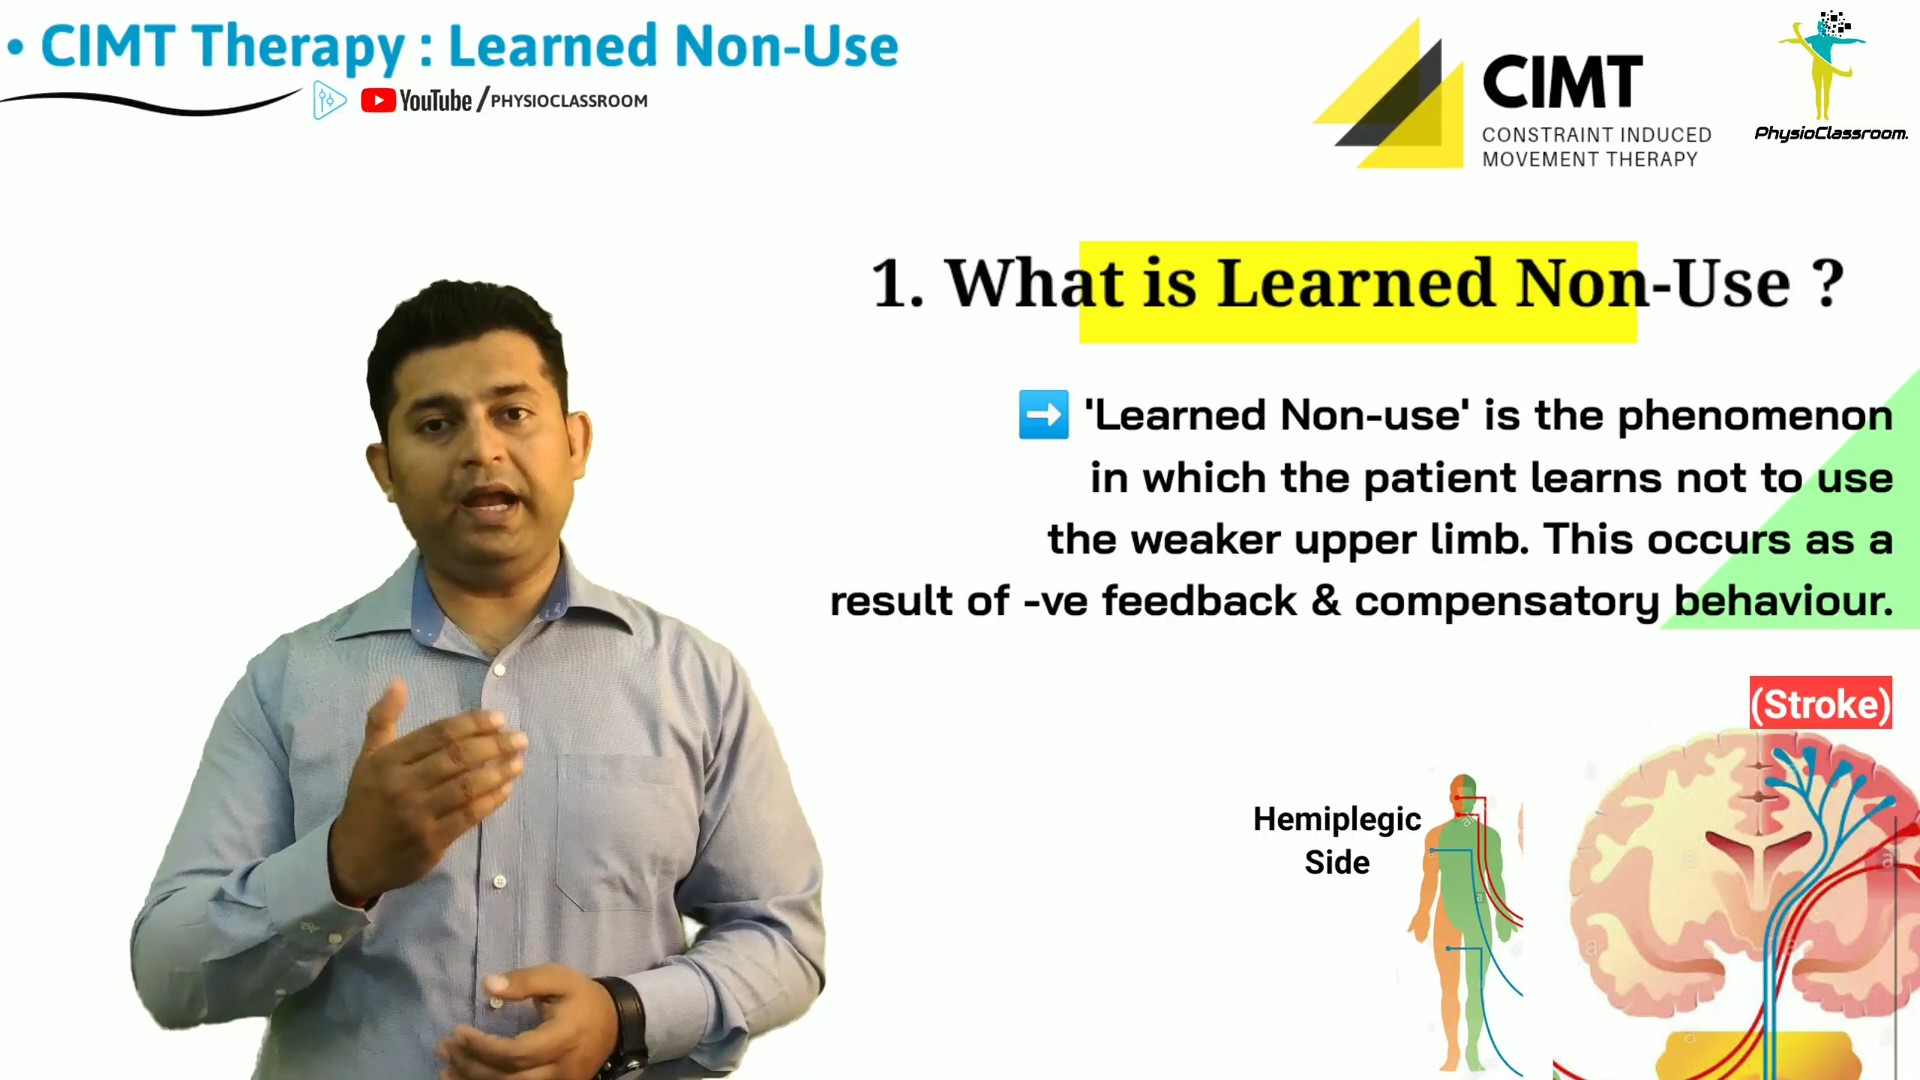 • CIMT Therapy : Learned Non-Use
YouTube /PHYSIOCLASSROOM
CIMT
CONSTRAINT INDUCED
MOVEMENT THERAPY
PhysioClassroom.
1. What is Learned Non-Use ?
➡ 'Learned Non-use' is the phenomenon
in which the patient learns not to use
the weaker upper limb. This occurs as a
result of -ve feedback & compensatory behaviour.
(Stroke)
Hemiplegic
Side